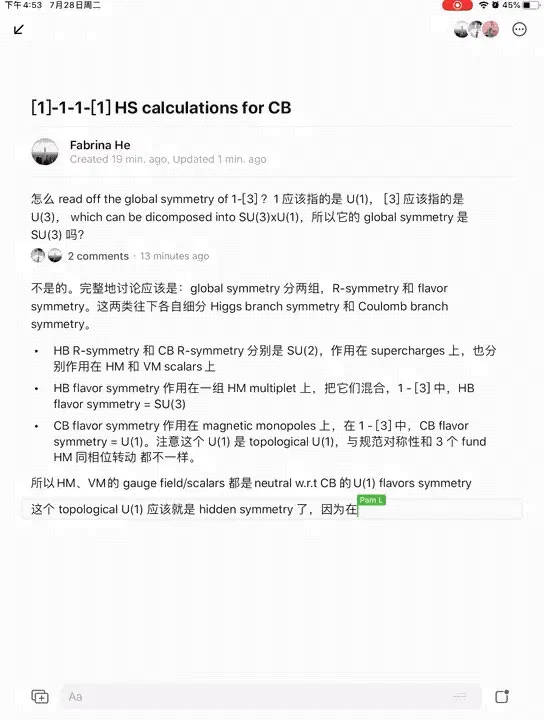 下午4:53 7月28日周二
45%
[1]-1-1-[1] HS calculations for CB
Fabrina He
Created 19 min. ago, Updated 1 min. ago
怎么 read off the global symmetry of 1-[3]？1 应该指的是 U(1)， [3] 应该指的是
U(3)， which can be dicomposed into SU(3)xU(1)，所以它的 global symmetry 是
SU(3) 吗？
2 comments · 13 minutes ago
不是的。完整地讨论应该是：global symmetry 分两组，R-symmetry 和 flavor
symmetry。这两类往下各自细分 Higgs branch symmetry 和 Coulomb branch
symmetry。
• HB R-symmetry 和 CB R-symmetry 分别是 SU(2)，作用在 supercharges 上，也分
别作用在 HM 和 VM scalars 上
• HB flavor symmetry 作用在一组 HM multiplet 上，把它们混合，1 - [3] 中，HB
flavor symmetry = SU(3)
• CB flavor symmetry 作用在 magnetic monopoles 上，在 1 - [3] 中，CB flavor
symmetry = U(1)。注意这个 U(1) 是 topological U(1)，与规范对称性和 3 个 fund
HM 同相位转动 都不一样。
所以 HM、VM的 gauge field/scalars 都是 neutral w.r.t CB 的 U(1) flavors symmetry
Pam L
这个 topological U(1) 应该就是 hidden symmetry 了，因为在
Aa